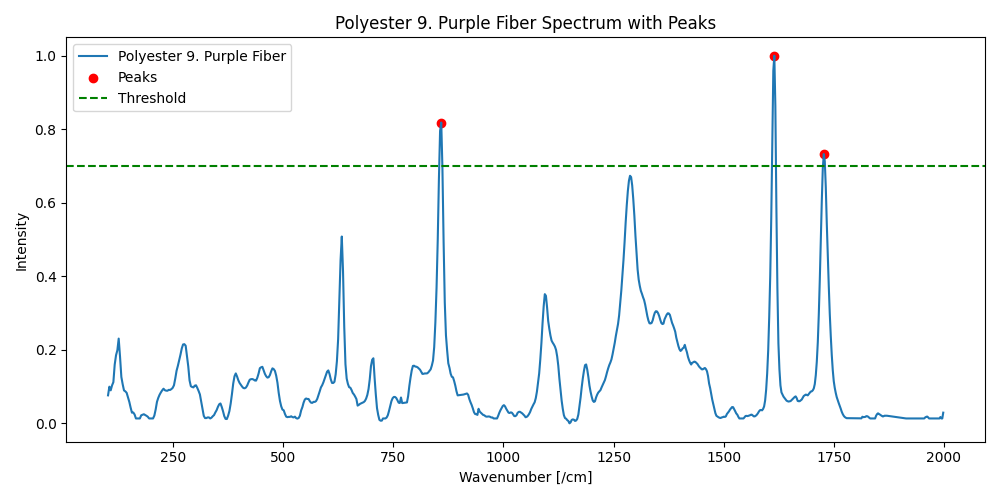 Polyester 9. Purple Fiber Spectrum with Peaks
Polyester 9. Purple Fiber
Peaks
Threshold
1.0
0.8
0.6
0.4
0.2
0.0
Intensity
250
500
750
1000
1250
1500
1750
2000
Wavenumber [/cm]